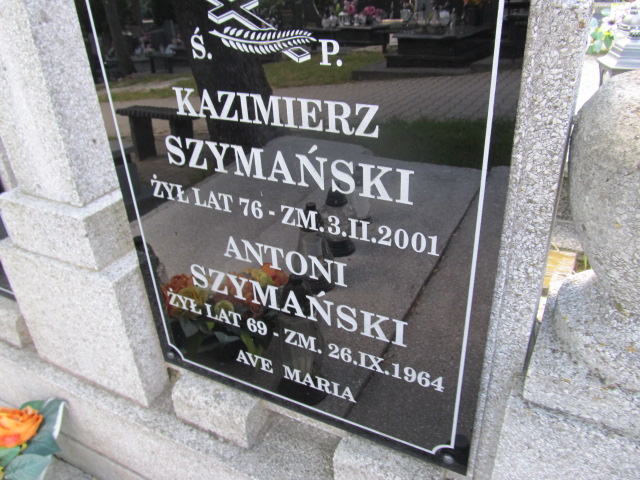 Ś. P.
KAZIMIERZ
SZYMAŃSKI
ŻYŁ LAT 76 - ZM. 3.II.2001
ANTONI
SZYMAŃSKI
ŻYŁ LAT 69 - ZM. 26.IX.1964
AVE MARIA